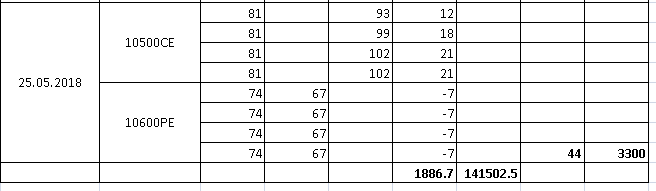 81 93 12
81 99 18
10500CE
81 102 21
81 102 21
25.05.2018
74 67 -7
74 67 -7
10600PE
74 67 -7
74 67 -7 44 3300
1886.7 141502.5